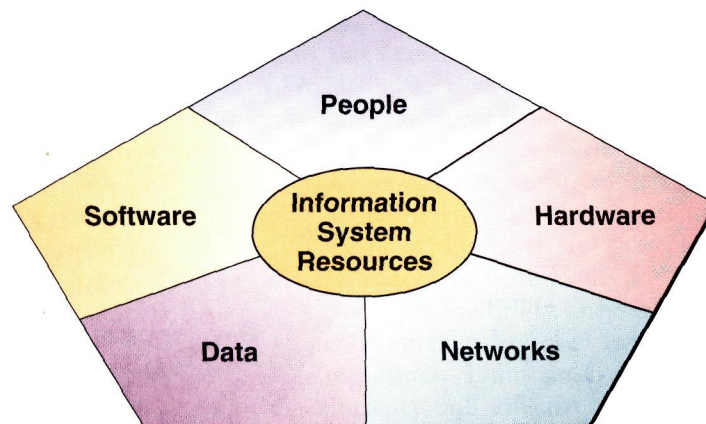 People
Software
Information
System
Resources
Hardware
Data
Networks